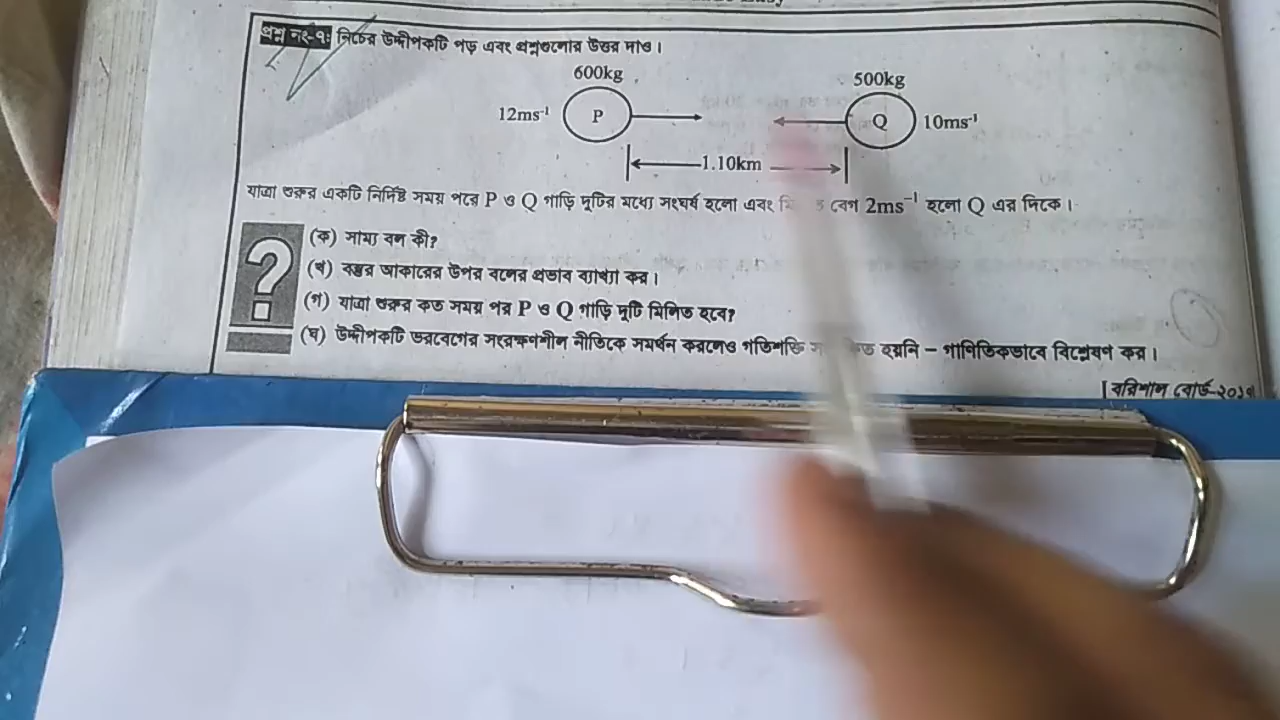 প্রশ্ন নং-৭: নিচের উদ্দীপকটি পড় এবং প্রশ্নগুলোর উত্তর দাও।
600kg 500kg
12ms⁻¹ P Q 10ms⁻¹
1.10km
যাত্রা শুরুর একটি নির্দিষ্ট সময় পরে P ও Q গাড়ি দুটির মধ্যে সংঘর্ষ হলো এবং বেগ 2ms⁻¹ হলো Q এর দিকে।
?
(ক) সাম্য বল কী?
(খ) বস্তুর আকারের উপর বলের প্রভাব ব্যাখ্যা কর।
(গ) যাত্রা শুরুর কত সময় পর P ও Q গাড়ি দুটি মিলিত হবে?
(ঘ) উদ্দীপকটি ভরবেগের সংরক্ষণশীল নীতিকে সমর্থন করলেও গতিশক্তি হয়নি – গাণিতিকভাবে বিশ্লেষণ কর।
[বরিশাল বোর্ড-